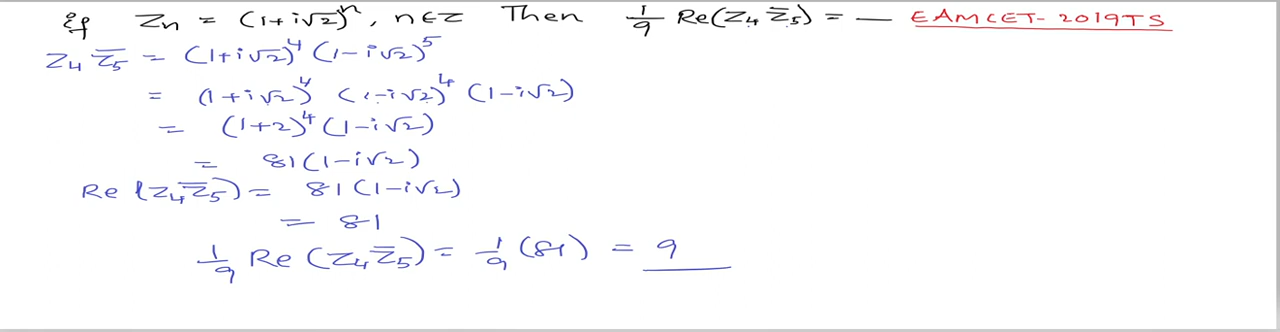 if Zn = (1+i√2)^n, n∈Z Then 1/9 Re(Z4 Z̅5) = — EAMCET-2019TS
Z4 Z̅5 = (1+i√2)^4 (1-i√2)^5
= (1+i√2)^4 (1-i√2)^4 (1-i√2)
= (1+2)^4 (1-i√2)
= 81(1-i√2)
Re (Z4Z̅5) = 81(1-i√2)
= 81
1/9 Re (Z4Z̅5) = 1/9 (81) = 9